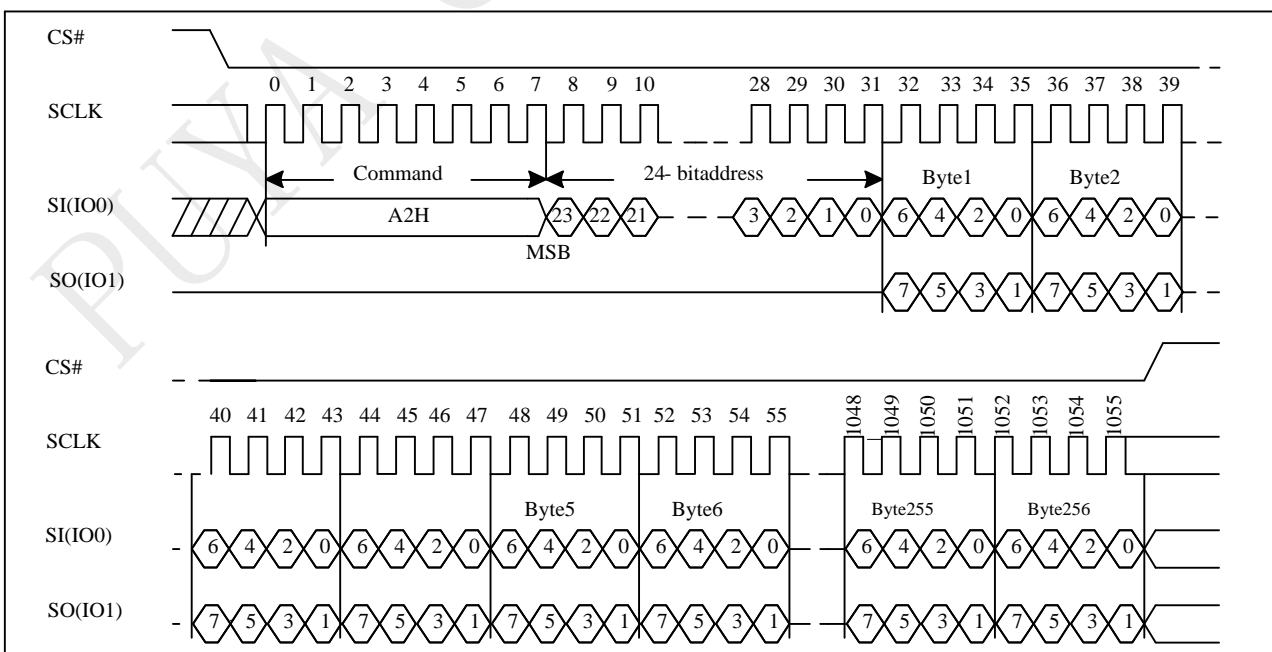 PUYA
CS#
0 1 2 3 4 5 6 7 8 9 10 28 29 30 31 32 33 34 35 36 37 38 39
SCLK
Command 24- bitaddress Byte1 Byte2
SI(IO0) A2H 23 22 21 3 2 1 0 6 4 2 0 6 4 2 0
MSB
SO(IO1) 7 5 3 1 7 5 3 1
CS#
40 41 42 43 44 45 46 47 48 49 50 51 52 53 54 55 1048 1049 1050 1051 1052 1053 1054 1055
SCLK
Byte5 Byte6 Byte255 Byte256
SI(IO0) 6 4 2 0 6 4 2 0 6 4 2 0 6 4 2 0 6 4 2 0 6 4 2 0
SO(IO1) 7 5 3 1 7 5 3 1 7 5 3 1 7 5 3 1 7 5 3 1 7 5 3 1